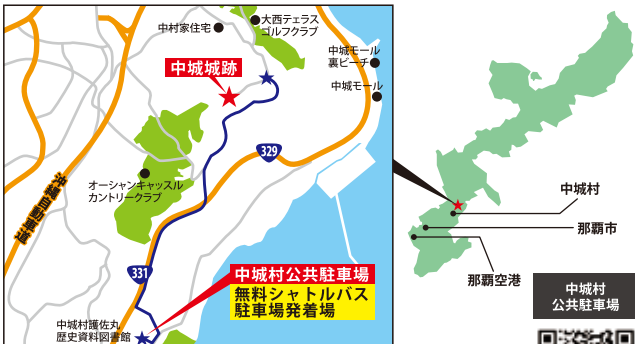 大西テェラス
ゴルフクラブ
中村家住宅
中城モール
裏ビーチ
中城城跡
中城モール
329
オーシャンキャッスル
カントリークラブ
沖縄自動車道
中城村
那覇市
331
中城村公共駐車場
無料シャトルバス
駐車場発着場
那覇空港
中城村
公共駐車場
中城村護佐丸
歴史資料図書館